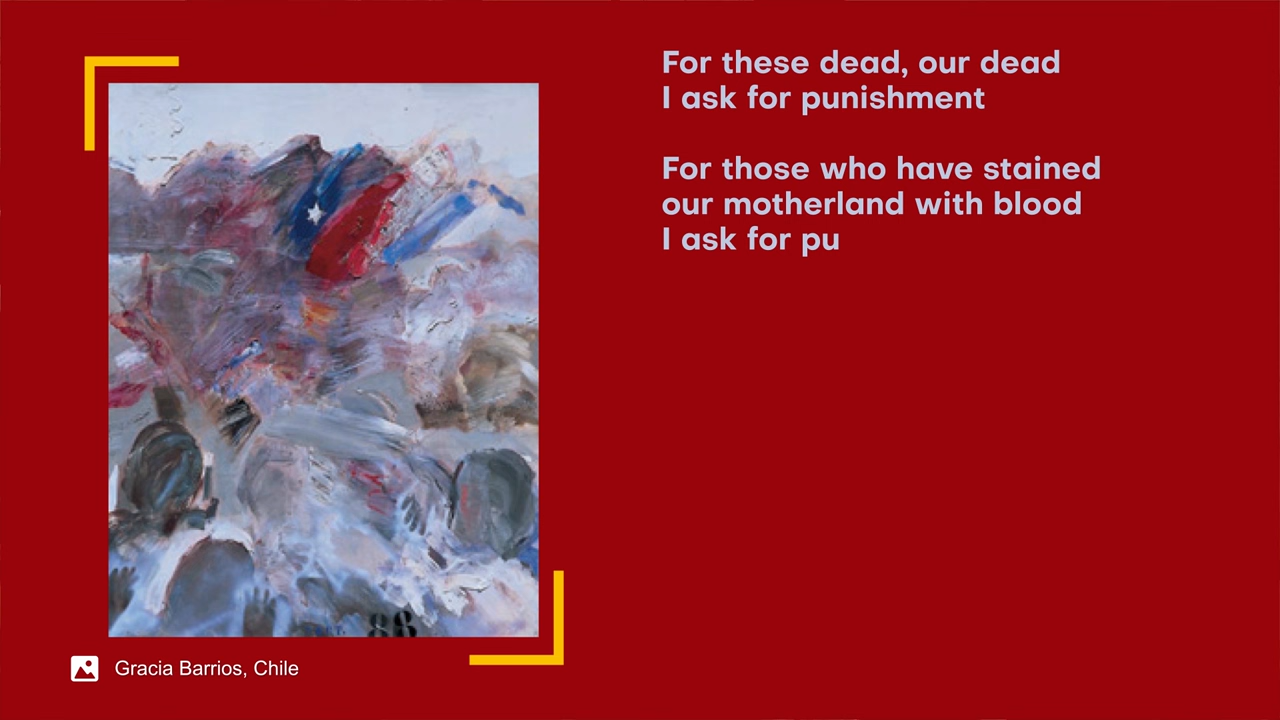 For these dead, our dead
I ask for punishment
For those who have stained
our motherland with blood
I ask for pu
88
Gracia Barrios, Chile